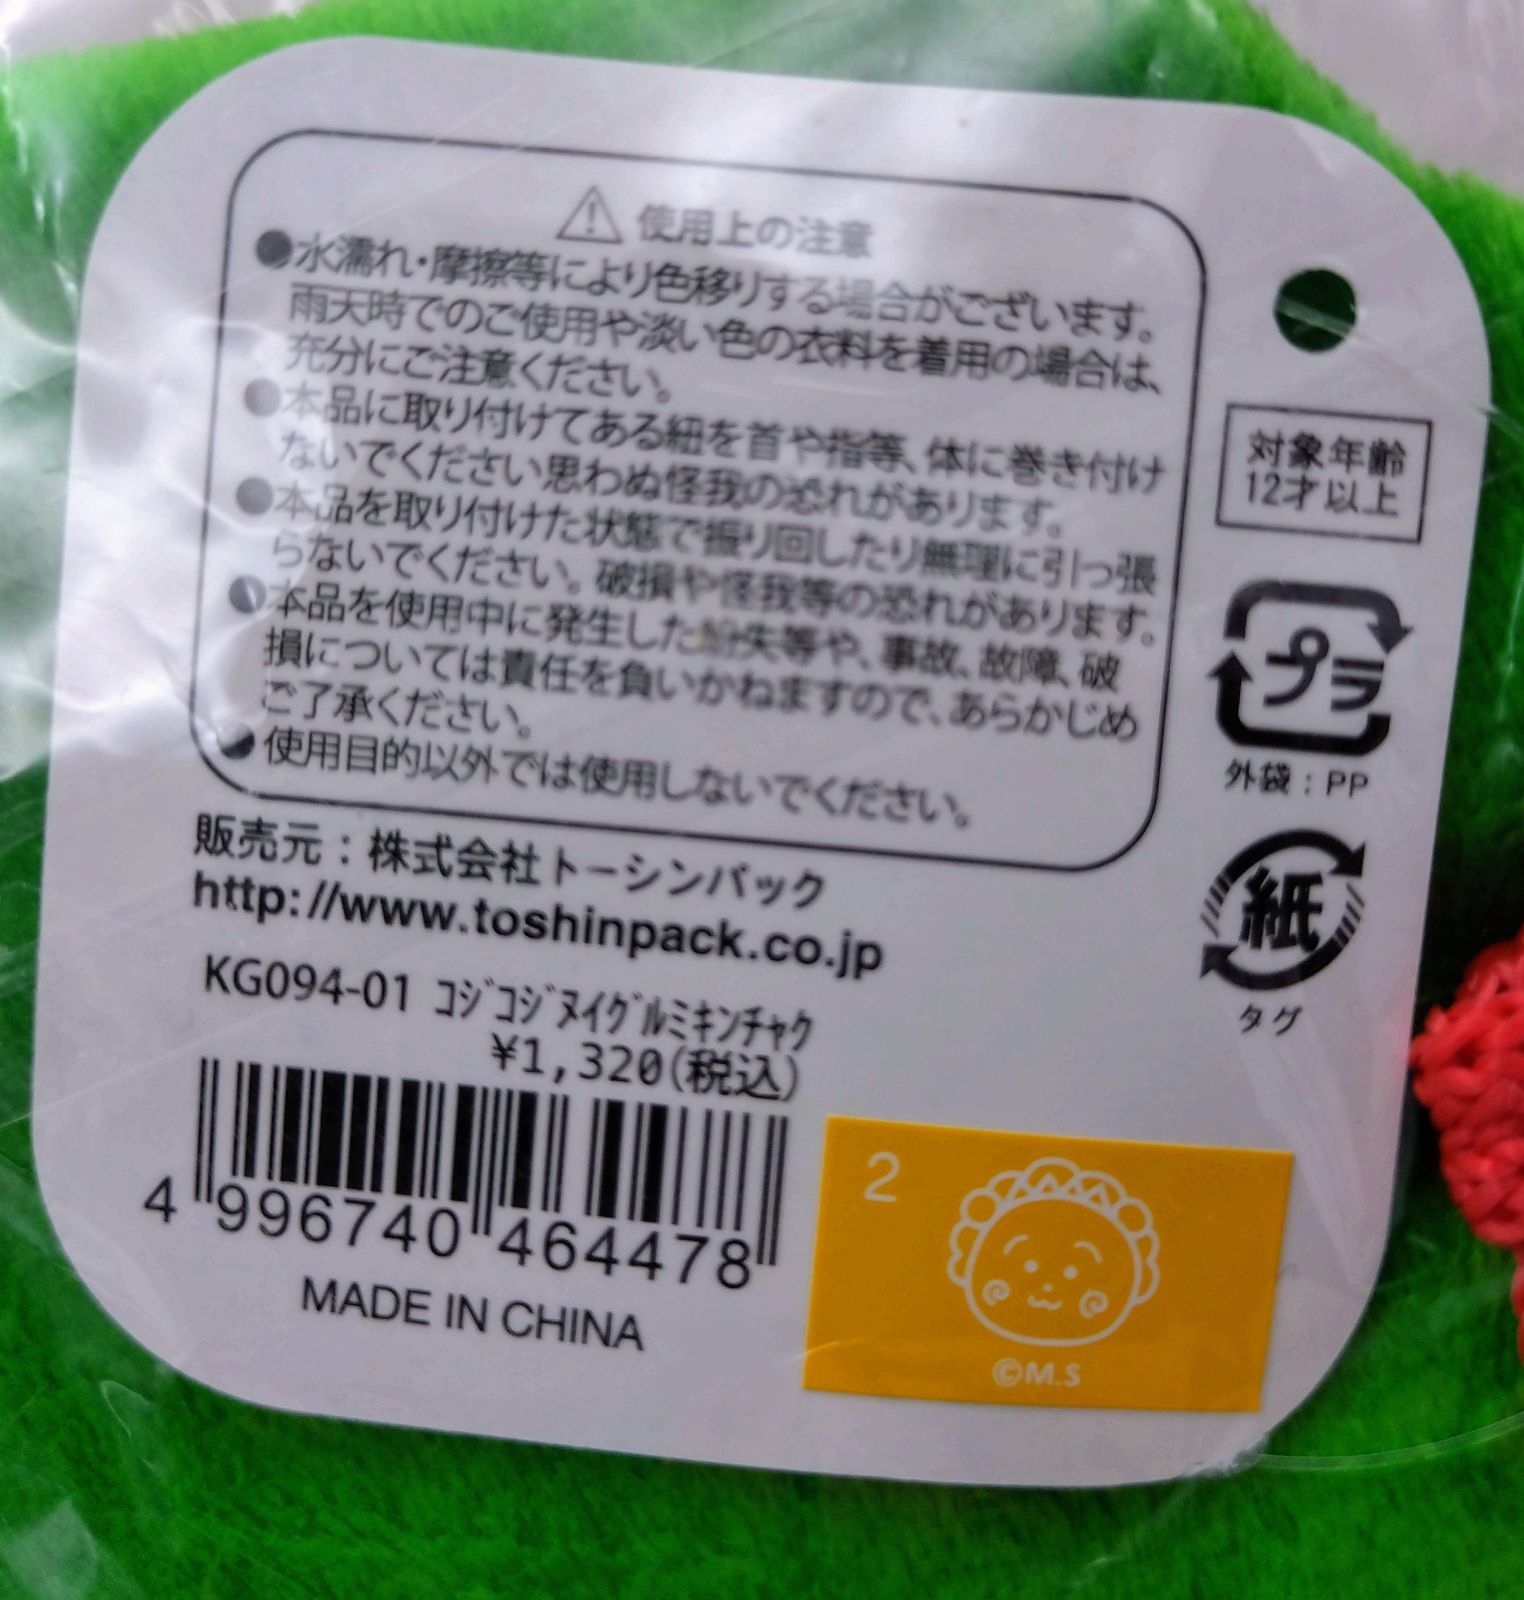 使用上の注意
●水濡れ・摩擦等により色移りする場合がございます。
雨天時でのご使用や淡い色の衣料を着用の場合は、
充分にご注意ください。
●本品に取り付けてある紐を首や指等、体に巻き付け
ないでください思わぬ怪我の恐れがあります。
●本品を取り付けた状態で振り回したり無理に引っ張
らないでください。破損や怪我等の恐れがあります。
●本品を使用中に発生した紛失等や、事故、故障、破
損については責任を負いかねますので、あらかじめ
ご了承ください。
●使用目的以外では使用しないでください。
対象年齢
12才以上
プラ
外袋：PP
紙
タグ
販売元：株式会社トーシンパック
http://www.toshinpack.co.jp
KG094-01 ｺｼﾞｺｼﾞﾇｲｸﾞﾙﾐｷﾝﾁｬｸ
¥1,320(税込)
4 996740 464478
MADE IN CHINA
2
©M.S